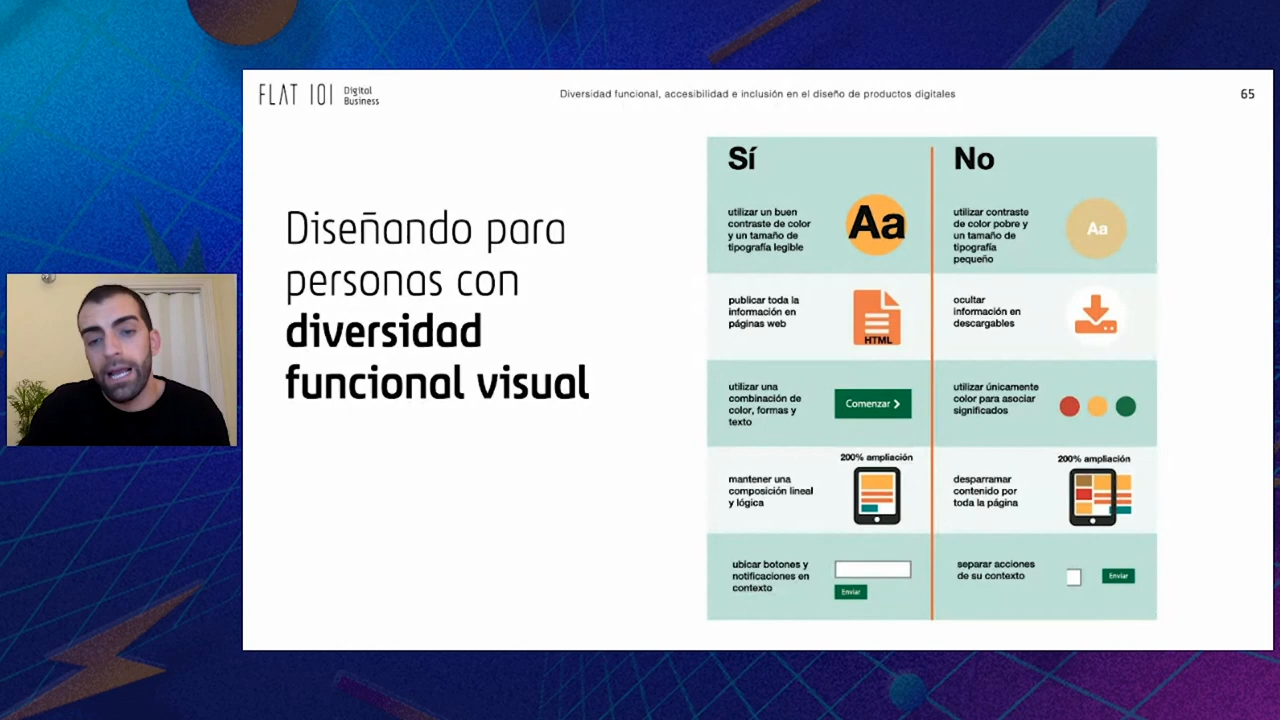 FLAT 101 Digital
Business
Diversidad funcional, accesibilidad e inclusión en el diseño de productos digitales
65
Diseñando para
personas con
diversidad
funcional visual
Sí
No
utilizar un buen
contraste de color
y un tamaño de
tipografía legible
Aa
utilizar contraste
de color pobre y
un tamaño de
tipografía
pequeño
Aa
publicar toda la
información en
páginas web
HTML
ocultar
información en
descargables
utilizar una
combinación de
color, formas y
texto
Comenzar
utilizar únicamente
color para asociar
significados
mantener una
composición lineal
y lógica
200% ampliación
desparramar
contenido por
toda la página
200% ampliación
ubicar botones y
notificaciones en
contexto
Enviar
separar acciones
de su contexto
Enviar